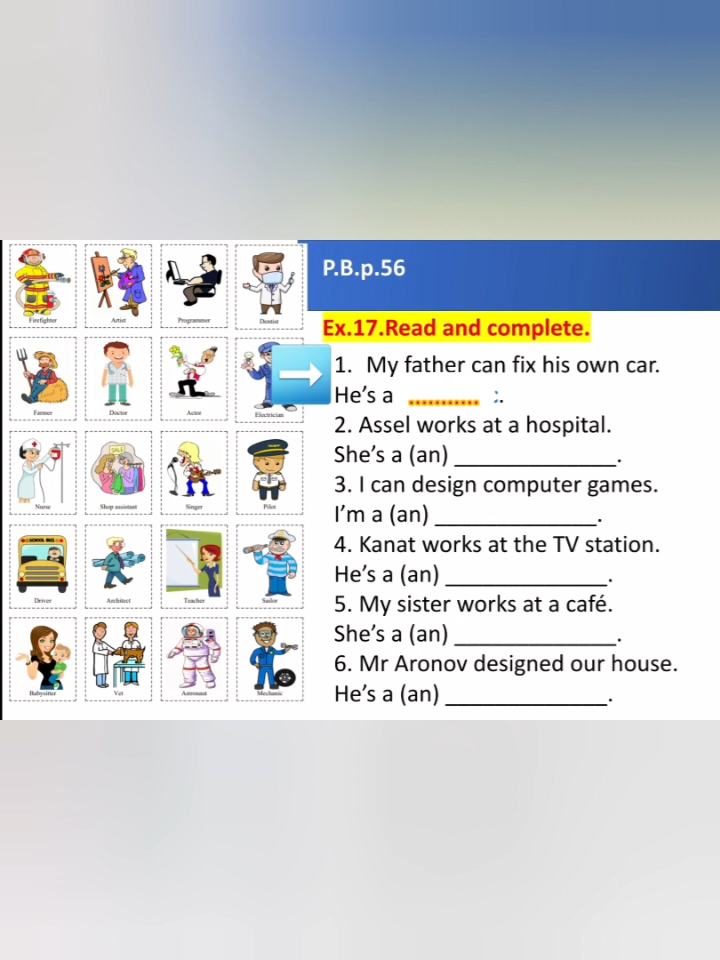 Firefighter
Artist
Programmer
Dentist
Farmer
Doctor
Actor
Electrician
Nurse
SALE
Shop assistant
Singer
Pilot
SCHOOL BUS
Driver
Architect
Teacher
Sailor
Babysitter
Vet
Astronaut
Mechanic
P.B.p.56
Ex.17.Read and complete.
1. My father can fix his own car.
He's a ............ :.
2. Assel works at a hospital.
She's a (an) ______________.
3. I can design computer games.
I'm a (an) ______________.
4. Kanat works at the TV station.
He's a (an) ______________.
5. My sister works at a café.
She's a (an) ______________.
6. Mr Aronov designed our house.
He's a (an) ______________.